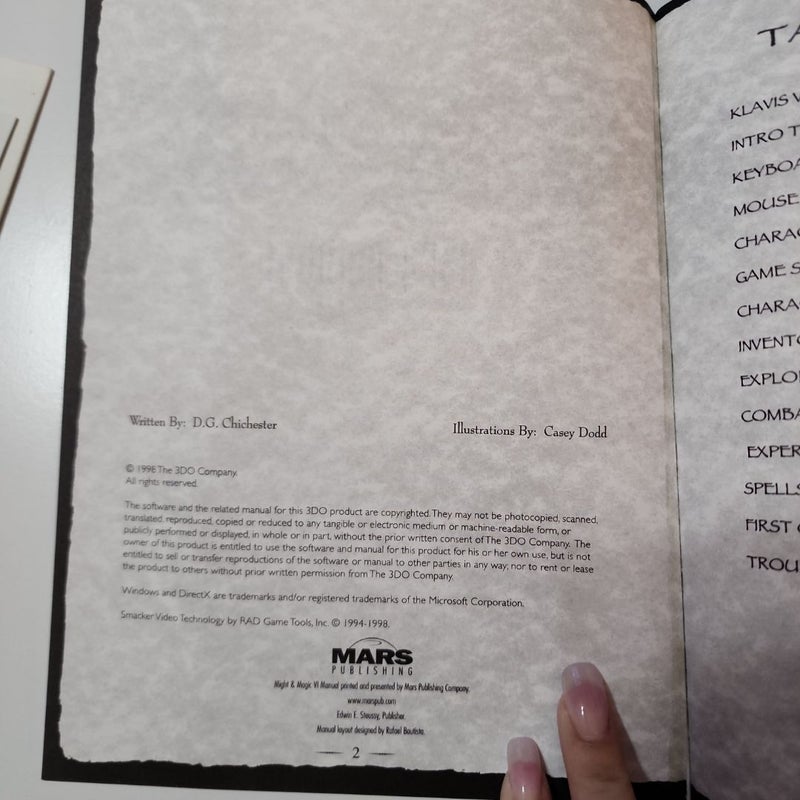 Written By: D.G. Chichester
Illustrations By: Casey Dodd
© 1998 The 3DO Company.
All rights reserved.
The software and the related manual for this 3DO product are copyrighted. They may not be photocopied, scanned,
translated, reproduced, copied or reduced to any tangible or electronic medium or machine-readable form, or
publicly performed or displayed, in whole or in part, without the prior written consent of The 3DO Company. The
owner of this product is entitled to use the software and manual for this product for his or her own use, but is not
entitled to sell or transfer reproductions of the software or manual to other parties in any way, nor to rent or lease
the product to others without prior written permission from The 3DO Company.
Windows and DirectX are trademarks and/or registered trademarks of the Microsoft Corporation.
Smacker Video Technology by RAD Game Tools, Inc. © 1994-1998.
MARS
PUBLISHING
Might & Magic VI Manual printed and presented by Mars Publishing Company.
www.marspub.com
Edwin E. Steussy, Publisher.
Manual layout designed by Rafael Bautista.
2
TA
KLAVIS
INTRO T
KEYBOA
MOUSE
CHARAC
GAME S
CHARA
INVENTO
EXPLO
COMBA
EXPER
SPELLS
FIRST
TROU